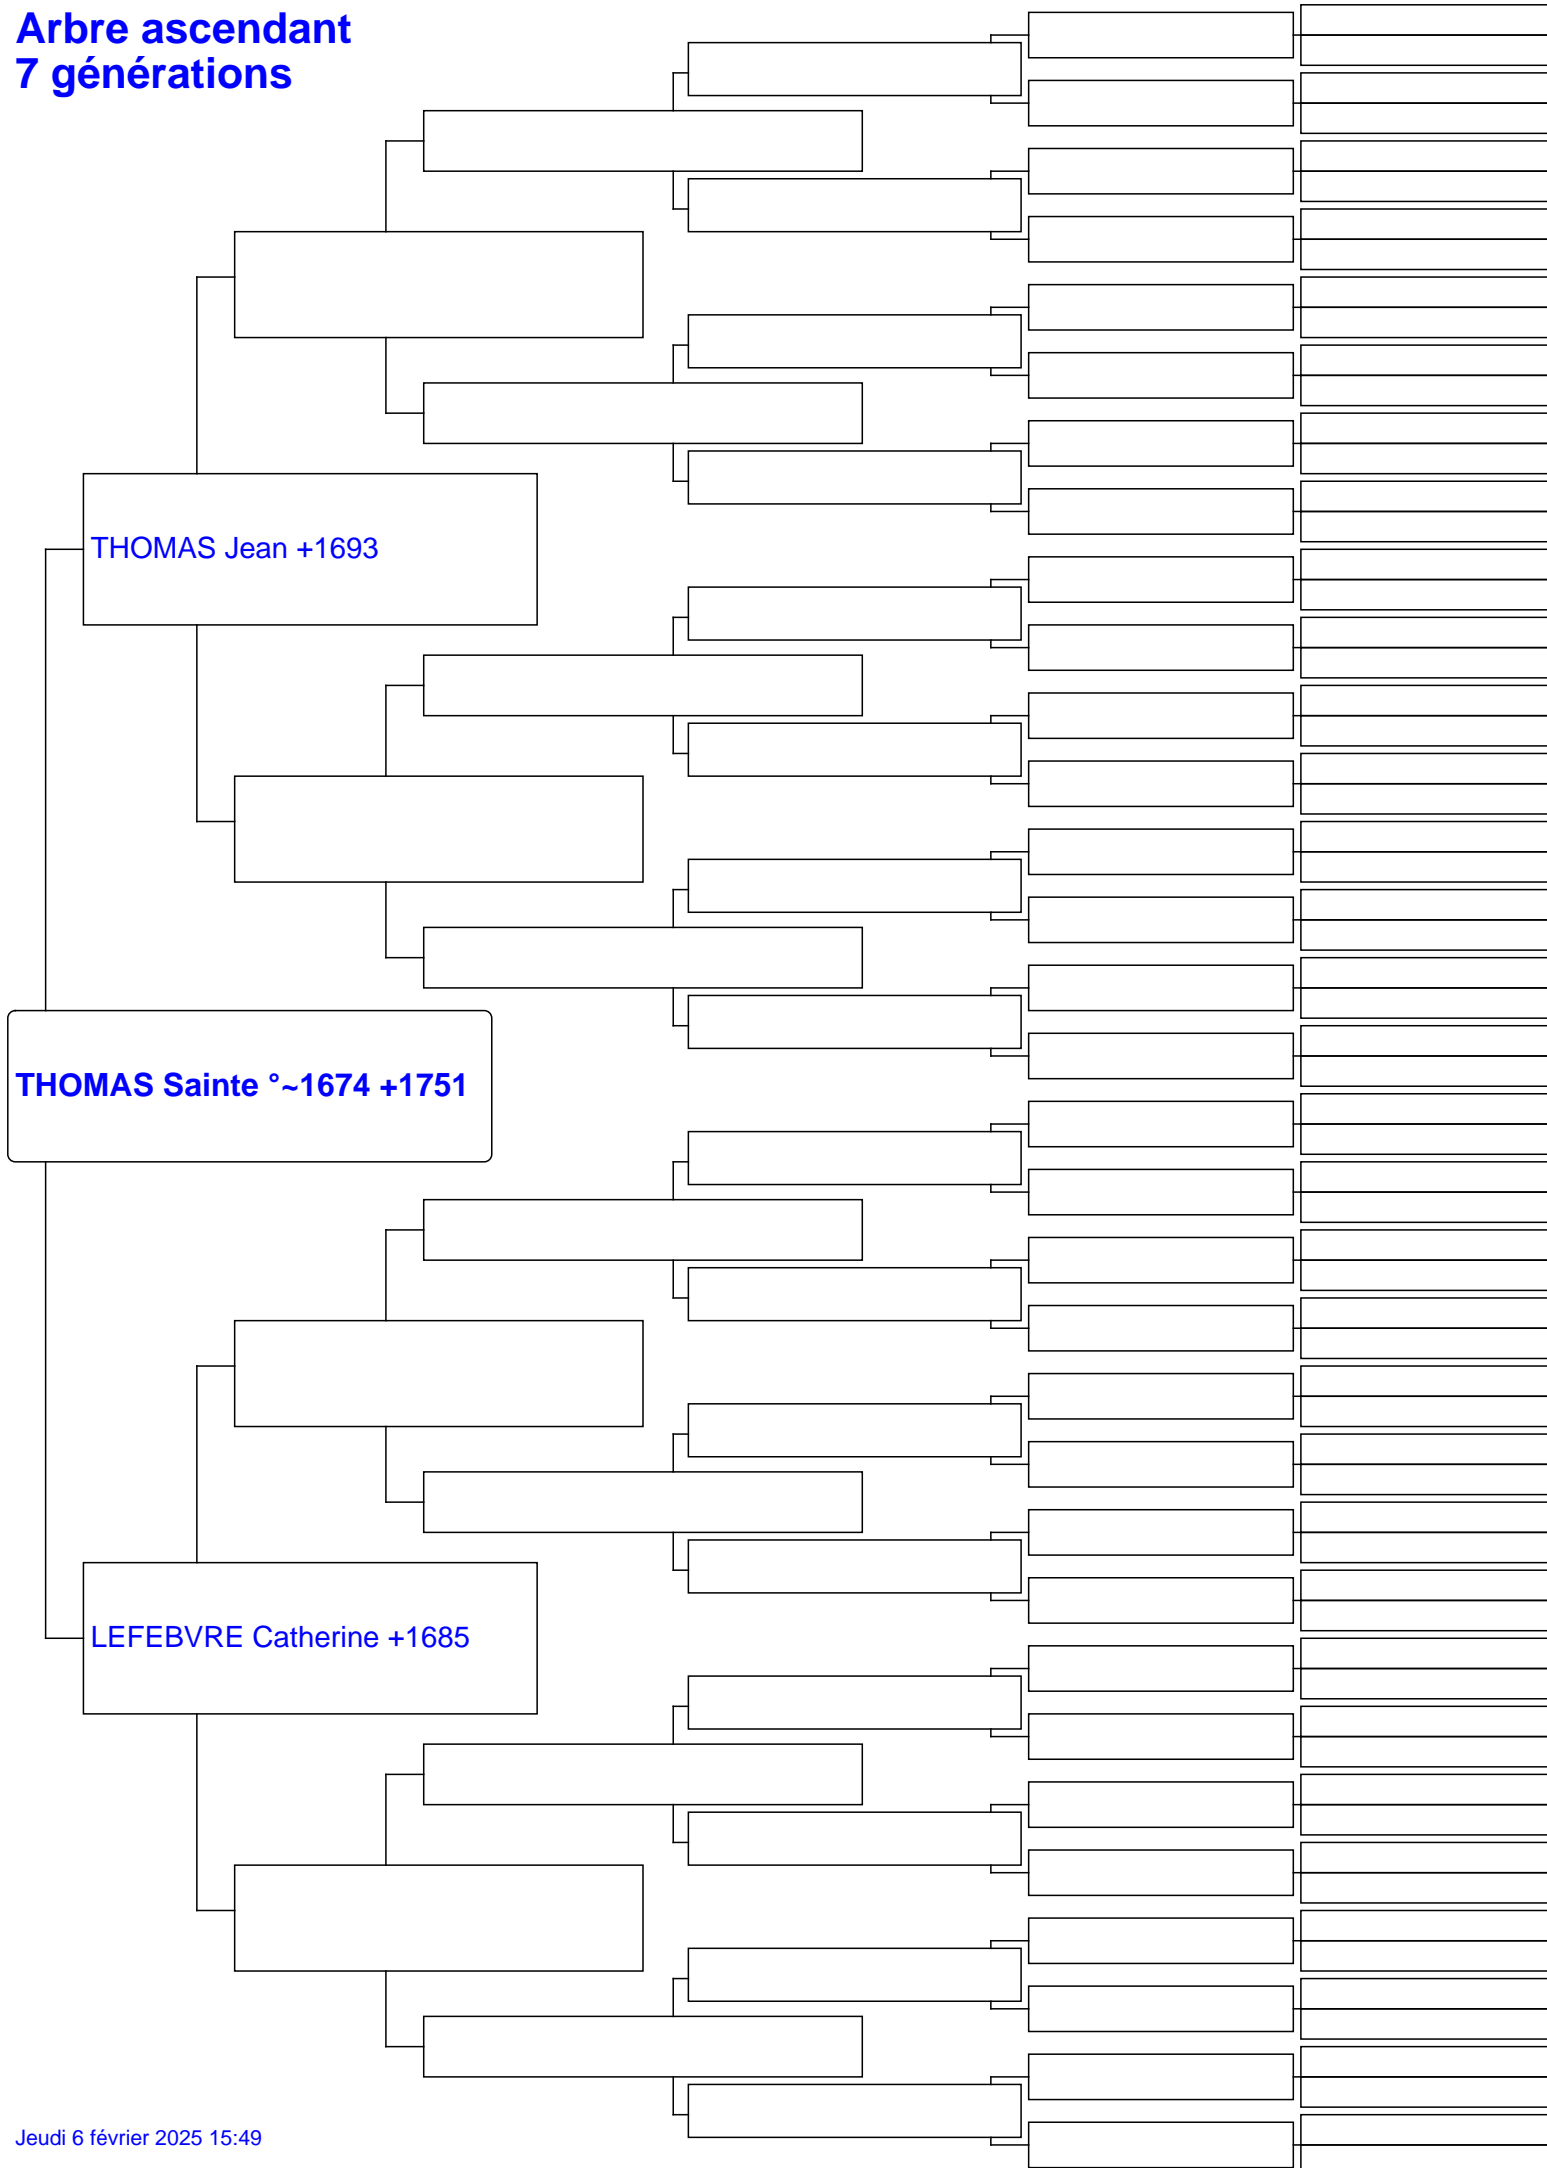 Arbre ascendant
7 générations
THOMAS Jean +1693
THOMAS Sainte °~1674 +1751
LEFEBVRE Catherine +1685
Jeudi 6 février 2025 15:49